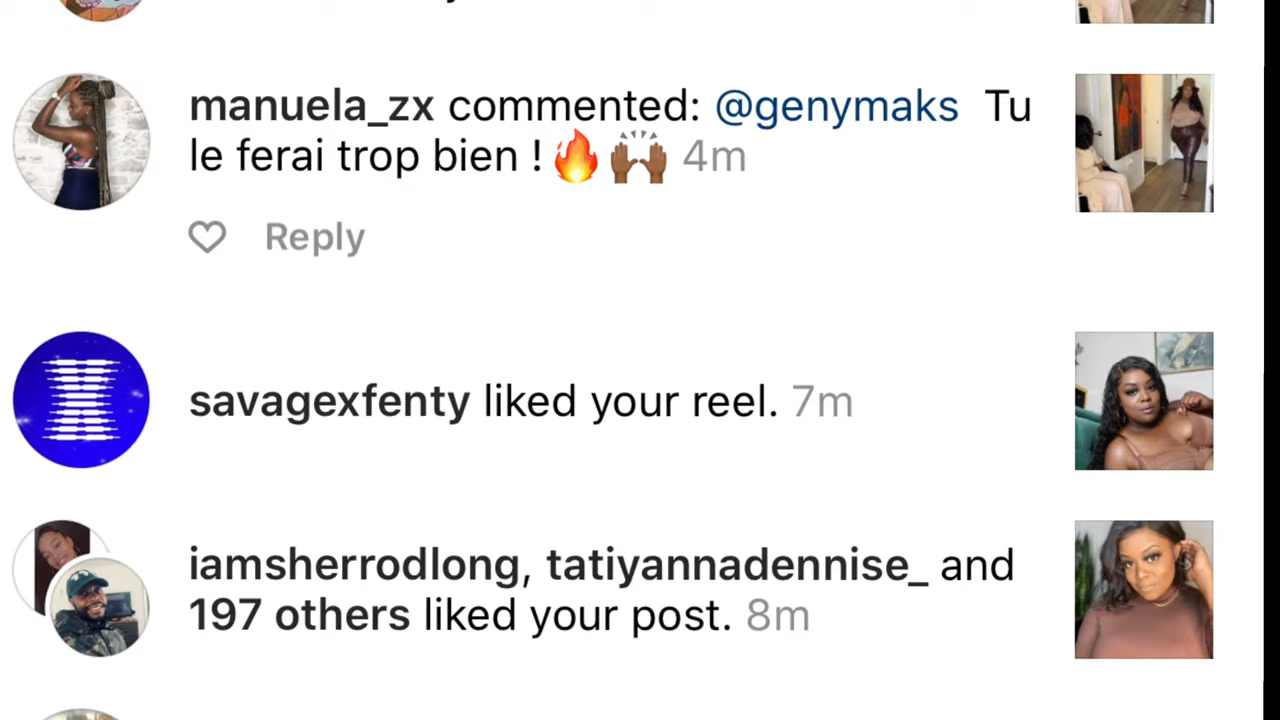 manuela_zx commented: @genymaks Tu
le ferai trop bien ! 🔥 🙌🏾 4m
Reply
savagexfenty liked your reel. 7m
iamsherrodlong, tatiyannadennise_ and
197 others liked your post. 8m